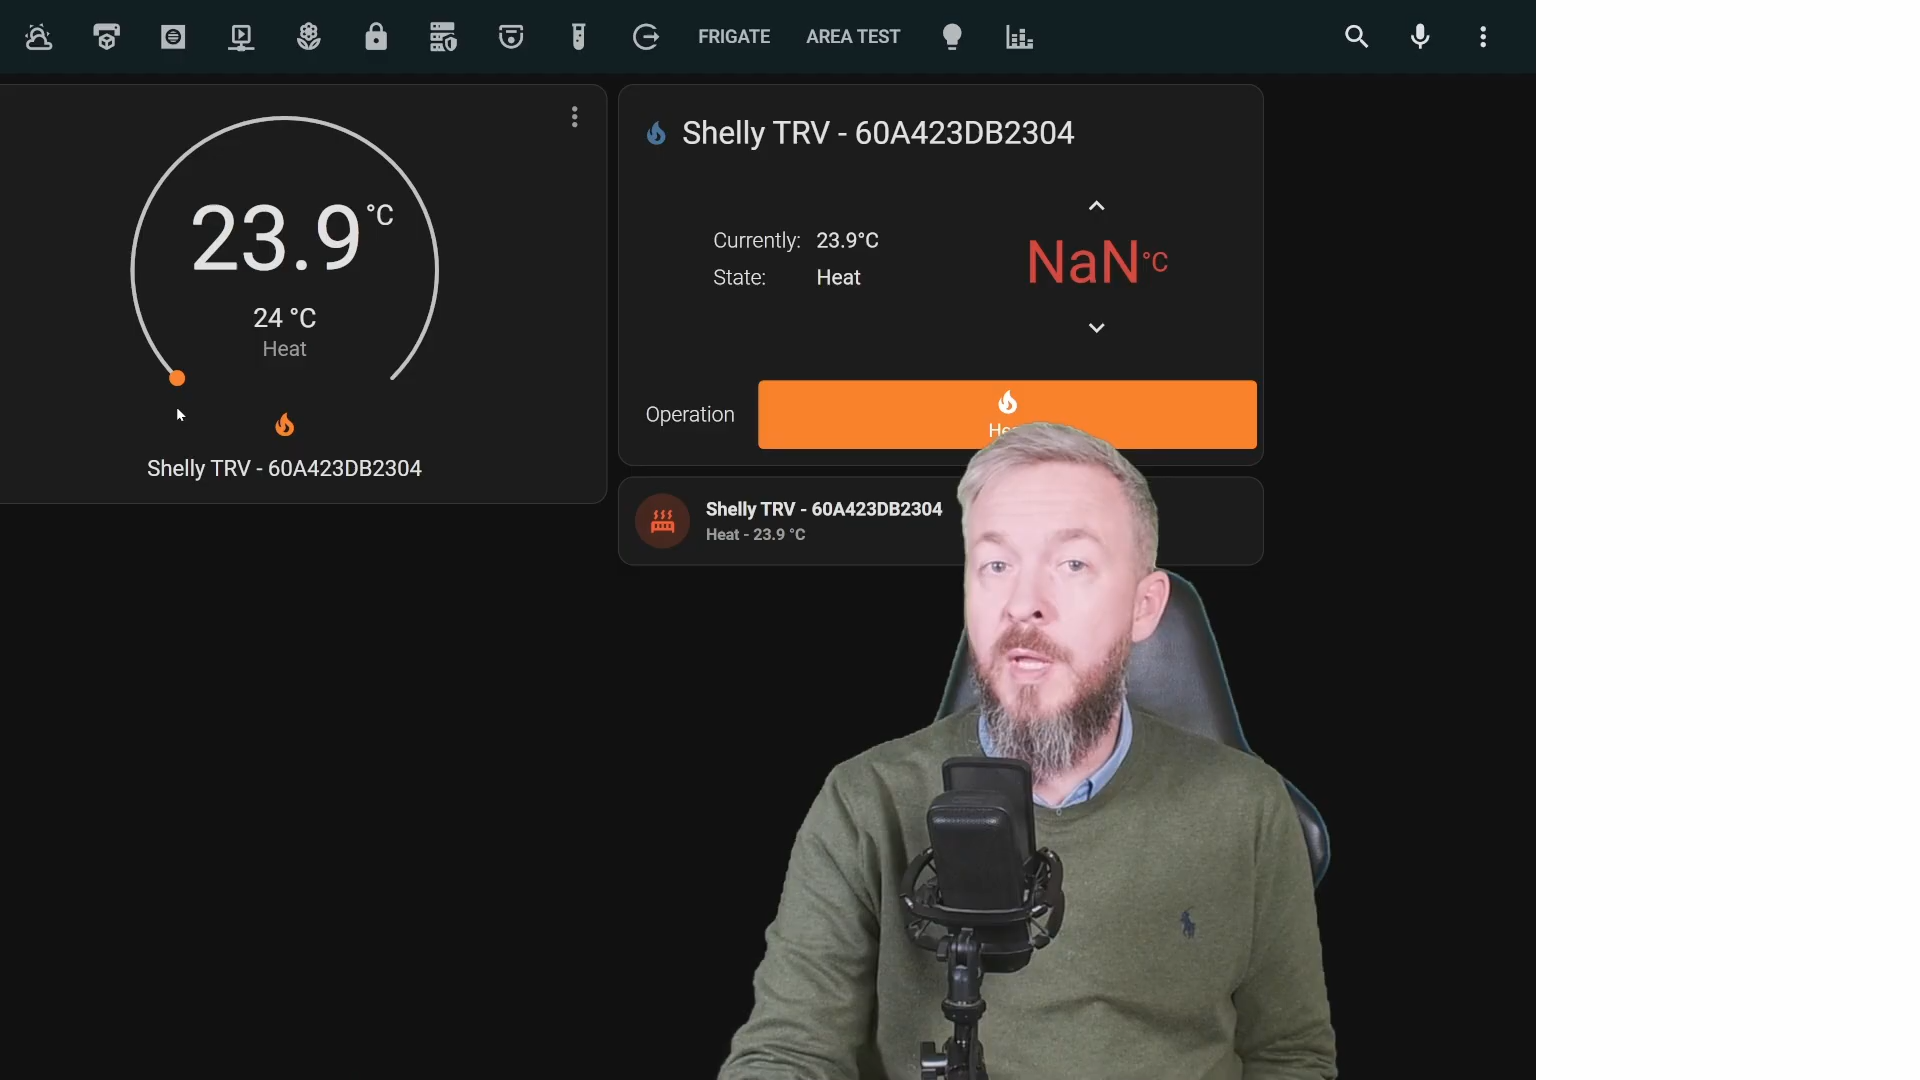 FRIGATE AREA TEST
23.9 °C
24 °C
Heat
Shelly TRV - 60A423DB2304
Shelly TRV - 60A423DB2304
Currently: 23.9°C
State: Heat
NaN°C
Operation
Shelly TRV - 60A423DB2304
Heat - 23.9 °C